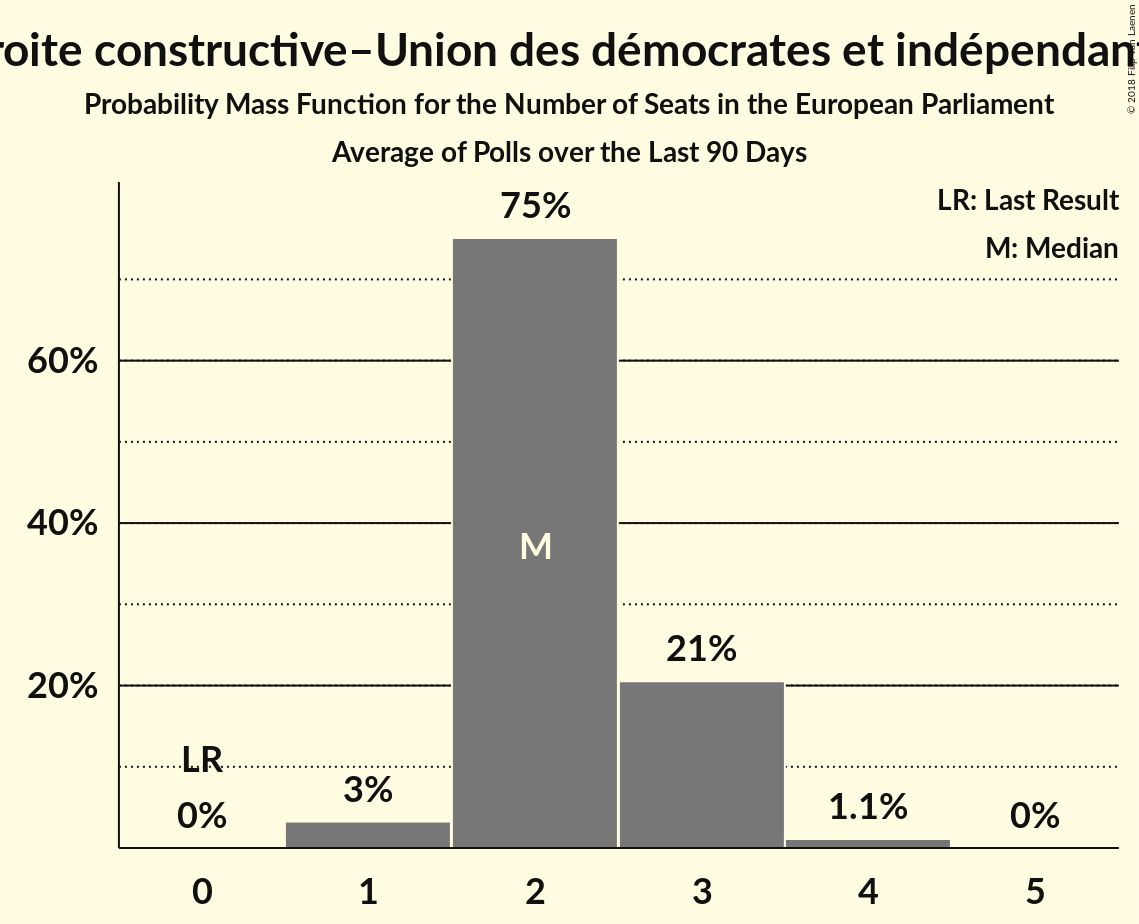 roite constructive–Union des démocrates et indépendan
Probability Mass Function for the Number of Seats in the European Parliament
Average of Polls over the Last 90 Days
© 2018 Filip van Laenen
LR: Last Result
M: Median
75%
60%
40%
M
21%
20%
LR
3%
0%
1.1%
0%
0 1 2 3 4 5